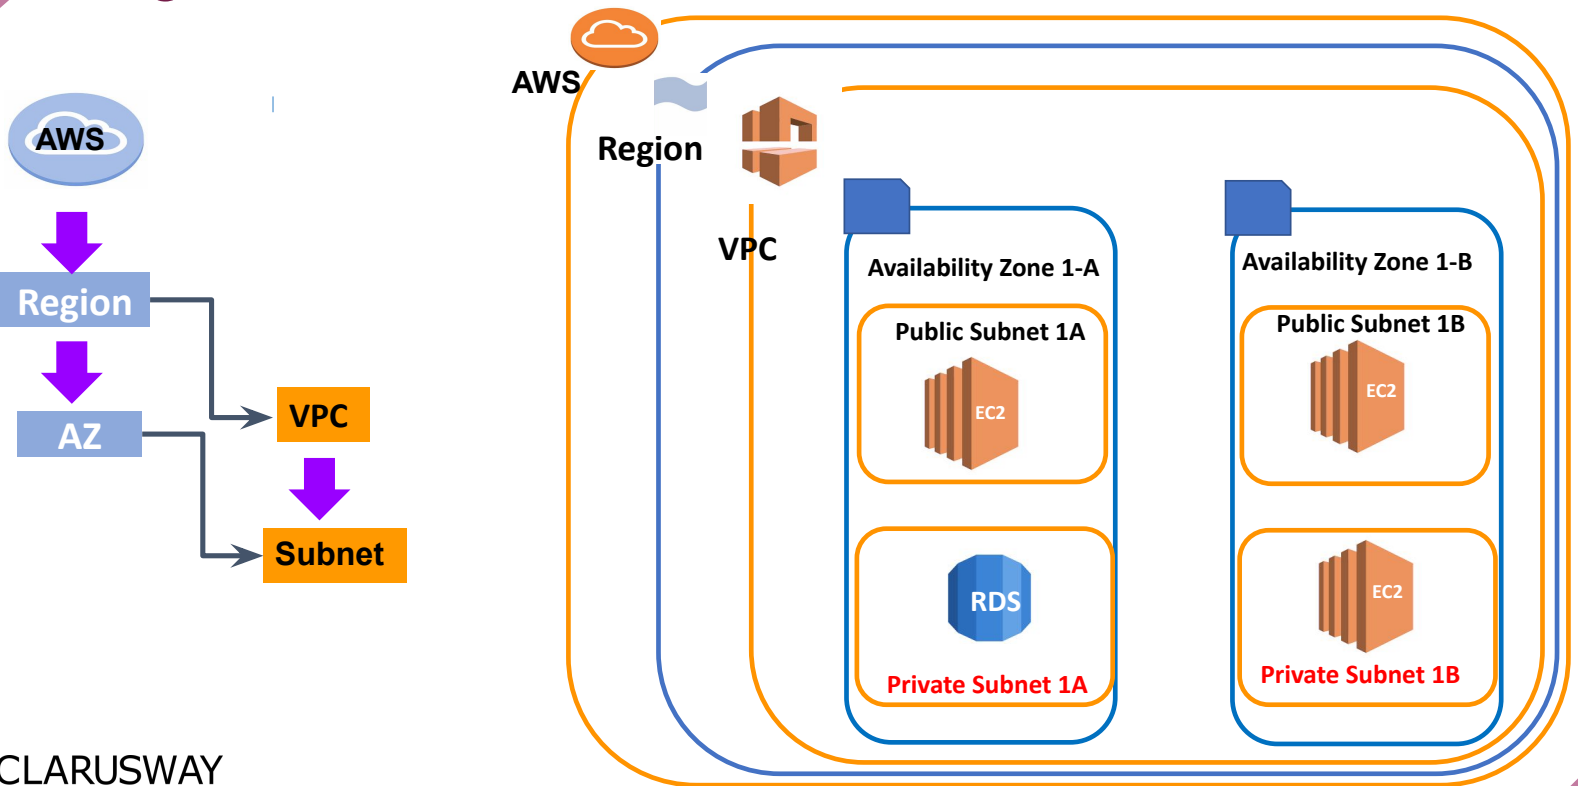 AWS
Region
AZ
VPC
Subnet
CLARUSWAY
AWS
Region
VPC
Availability Zone 1-A
Public Subnet 1A
EC2
RDS
Private Subnet 1A
Availability Zone 1-B
Public Subnet 1B
EC2
EC2
Private Subnet 1B